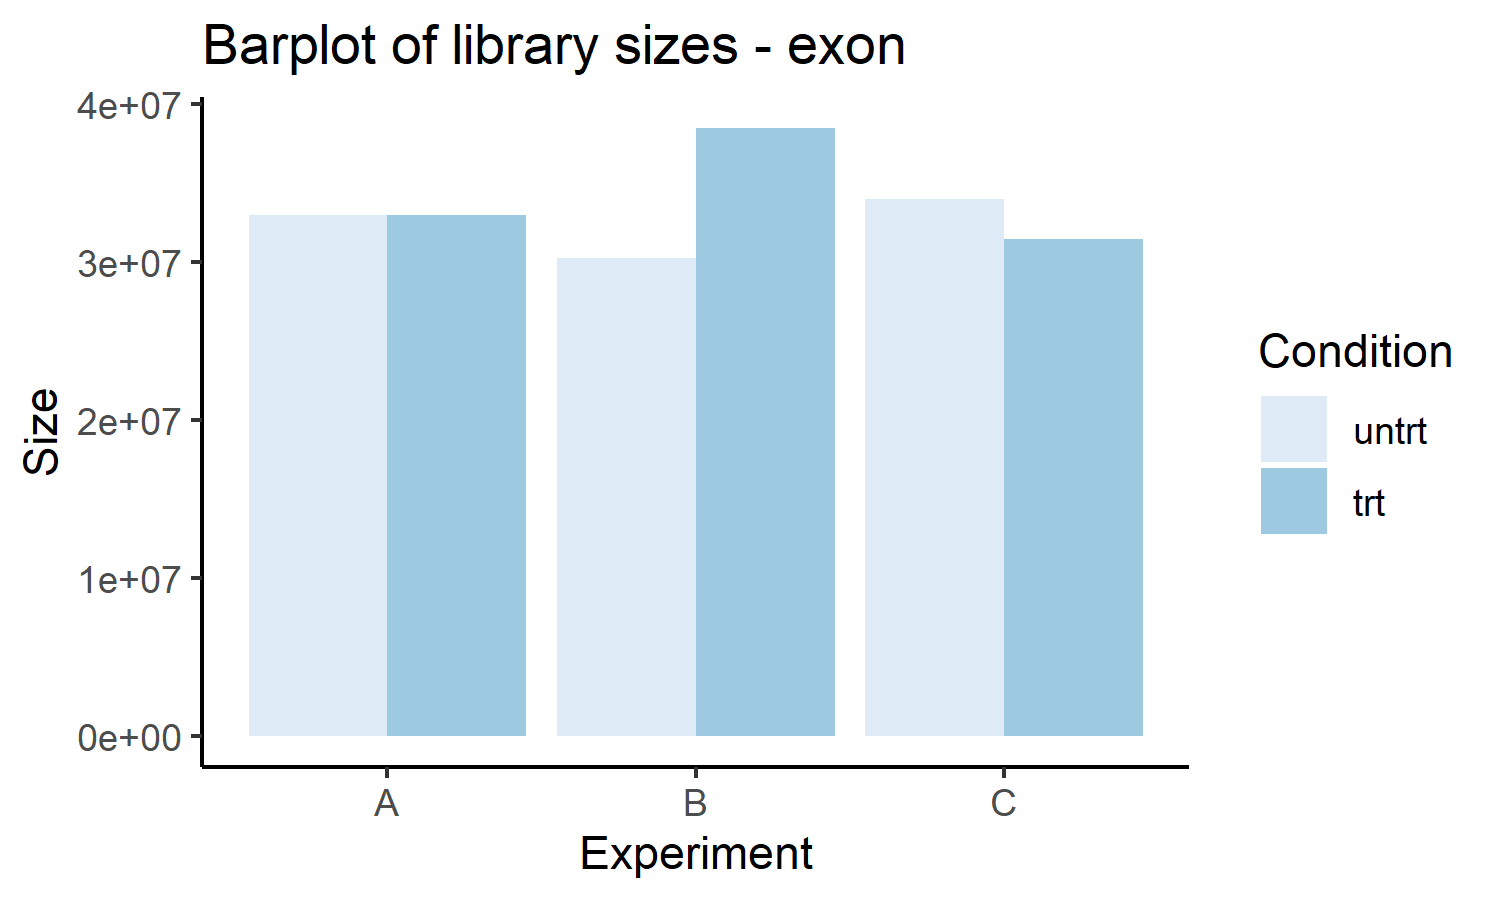 Barplot of library sizes - exon
4e+07
3e+07
2e+07
1e+07
0e+00
Size
A B C
Experiment
Condition
untrt
trt